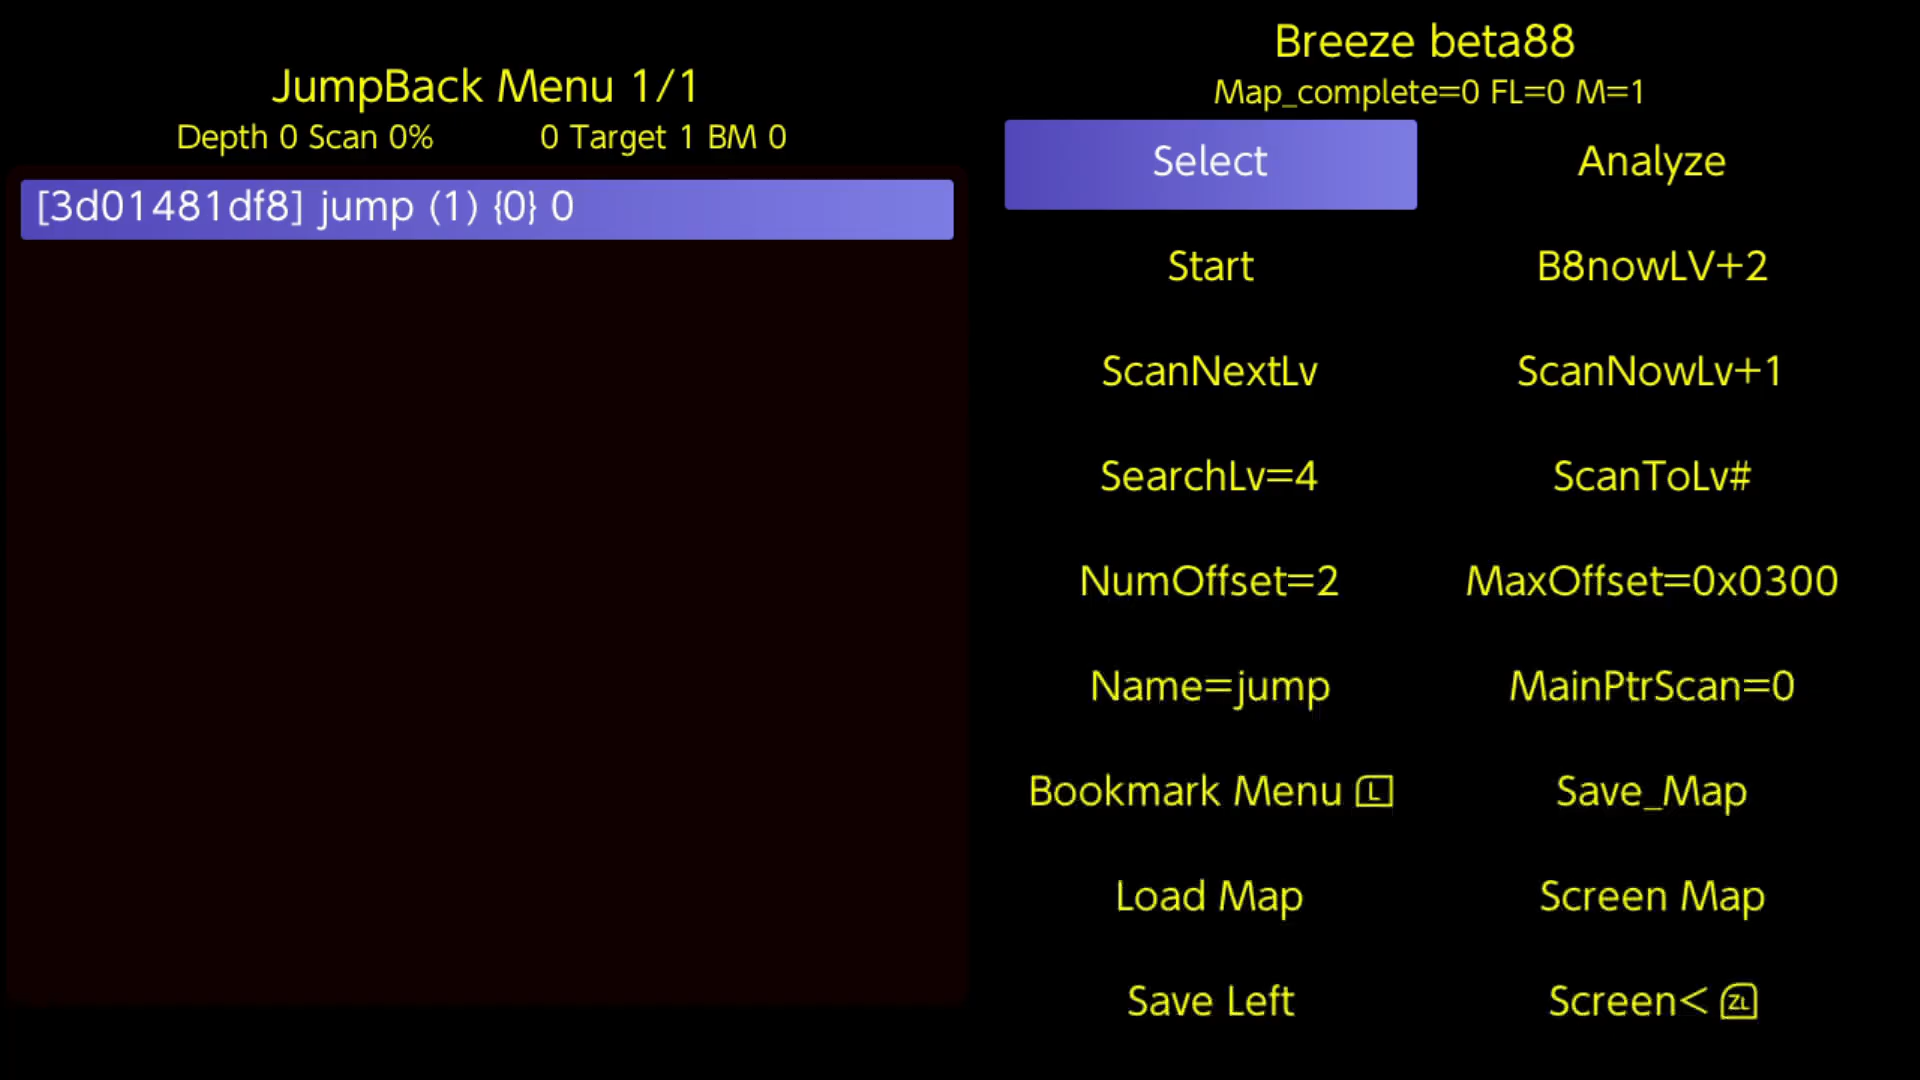 JumpBack Menu 1/1
Depth 0 Scan 0% 0 Target 1 BM 0
[3d01481df8] jump (1) {0} 0
Breeze beta88
Map_complete=0 FL=0 M=1
Select Analyze
Start B8nowLV+2
ScanNextLv ScanNowLv+1
SearchLv=4 ScanToLv#
NumOffset=2 MaxOffset=0x0300
Name=jump MainPtrScan=0
Bookmark Menu L Save_Map
Load Map Screen Map
Save Left Screen< ZL